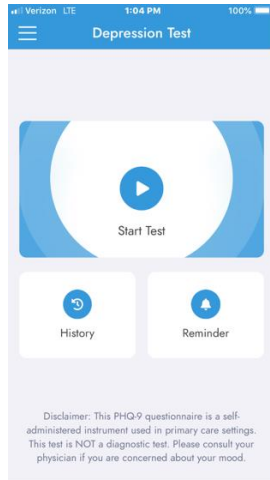 Verizon LTE 1:04 PM 100%
Depression Test
Start Test
History Reminder
Disclaimer: This PHQ-9 questionnaire is a self-
administered instrument used in primary care settings.
This test is NOT a diagnostic test. Please consult your
physician if you are concerned about your mood.